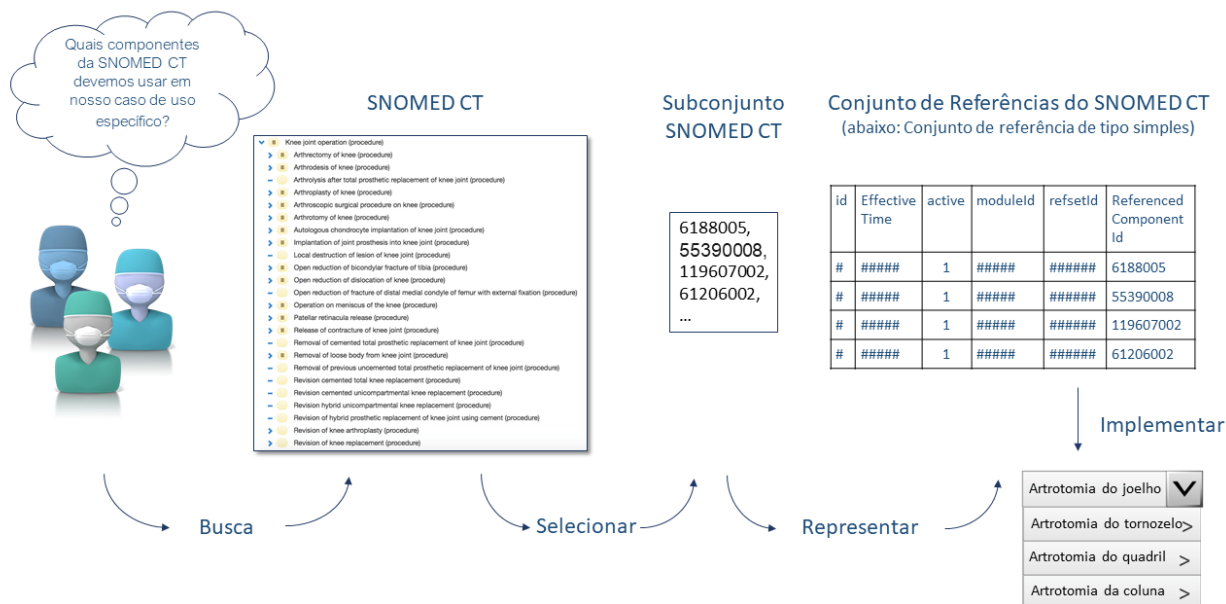 Quais componentes
da SNOMED CT
devemos usar em
nosso caso de uso
específico?
SNOMED CT
Knee joint operation (procedure)
Arthrectomy of knee (procedure)
Arthrodesis of knee (procedure)
Arthrolysis after total prosthetic replacement of knee joint (procedure)
Arthroplasty of knee (procedure)
Arthroscopic surgical procedure on knee (procedure)
Arthrotomy of knee (procedure)
Autologous chondrocyte implantation of knee joint (procedure)
Implantation of joint prosthesis into knee joint (procedure)
Local destruction of lesion of knee joint (procedure)
Open reduction of bicondylar fracture of tibia (procedure)
Open reduction of dislocation of knee (procedure)
Open reduction of fracture of distal medial condyle of femur with external fixation (procedure)
Operation on meniscus of the knee (procedure)
Patellar retinacula release (procedure)
Release of contracture of knee joint (procedure)
Removal of cemented total prosthetic replacement of knee joint (procedure)
Removal of loose body from knee joint (procedure)
Removal of previous uncemented total prosthetic replacement of knee joint (procedure)
Revision cemented total knee replacement (procedure)
Revision cemented unicompartmental knee replacement (procedure)
Revision hybrid unicompartmental knee replacement (procedure)
Revision of hybrid prosthetic replacement of knee joint using cement (procedure)
Revision of knee arthroplasty (procedure)
Revision of knee replacement (procedure)
Subconjunto
SNOMED CT
6188005,
55390008,
119607002,
61206002,
...
Conjunto de Referências do SNOMED CT
(abaixo: Conjunto de referência de tipo simples)
id Effective Time active moduleId refsetId Referenced Component Id
# ##### 1 ##### ###### 6188005
# ##### 1 ##### ###### 55390008
# ##### 1 ##### ###### 119607002
# ##### 1 ##### ###### 61206002
Implementar
Busca
Selecionar
Representar
Artrotomia do joelho
Artrotomia do tornozelo>
Artrotomia do quadril >
Artrotomia da coluna >